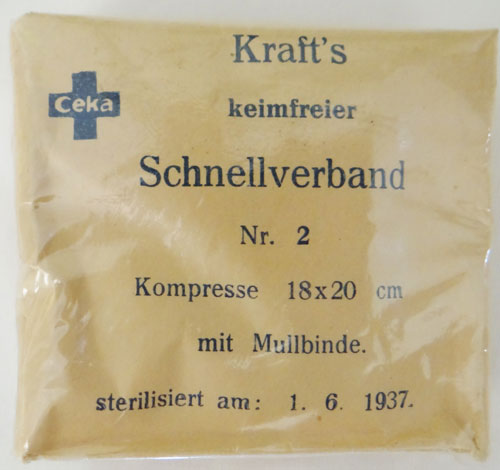 Kraft's
Ceka
keimfreier
Schnellverband
Nr. 2
Kompresse 18x20 cm
mit Mullbinde.
sterilisiert am: 1. 6. 1937.